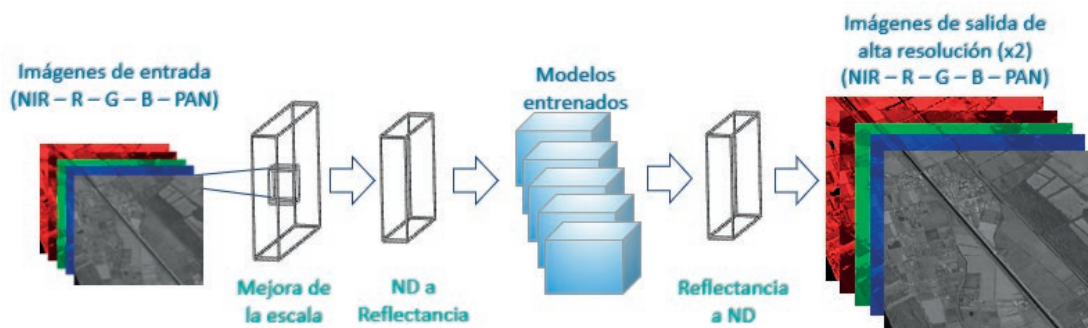 Imágenes de entrada
(NIR – R – G – B – PAN)
Mejora de
la escala
ND a
Reflectancia
Modelos
entrenados
Reflectancia
a ND
Imágenes de salida de
alta resolución (x2)
(NIR – R – G – B – PAN)